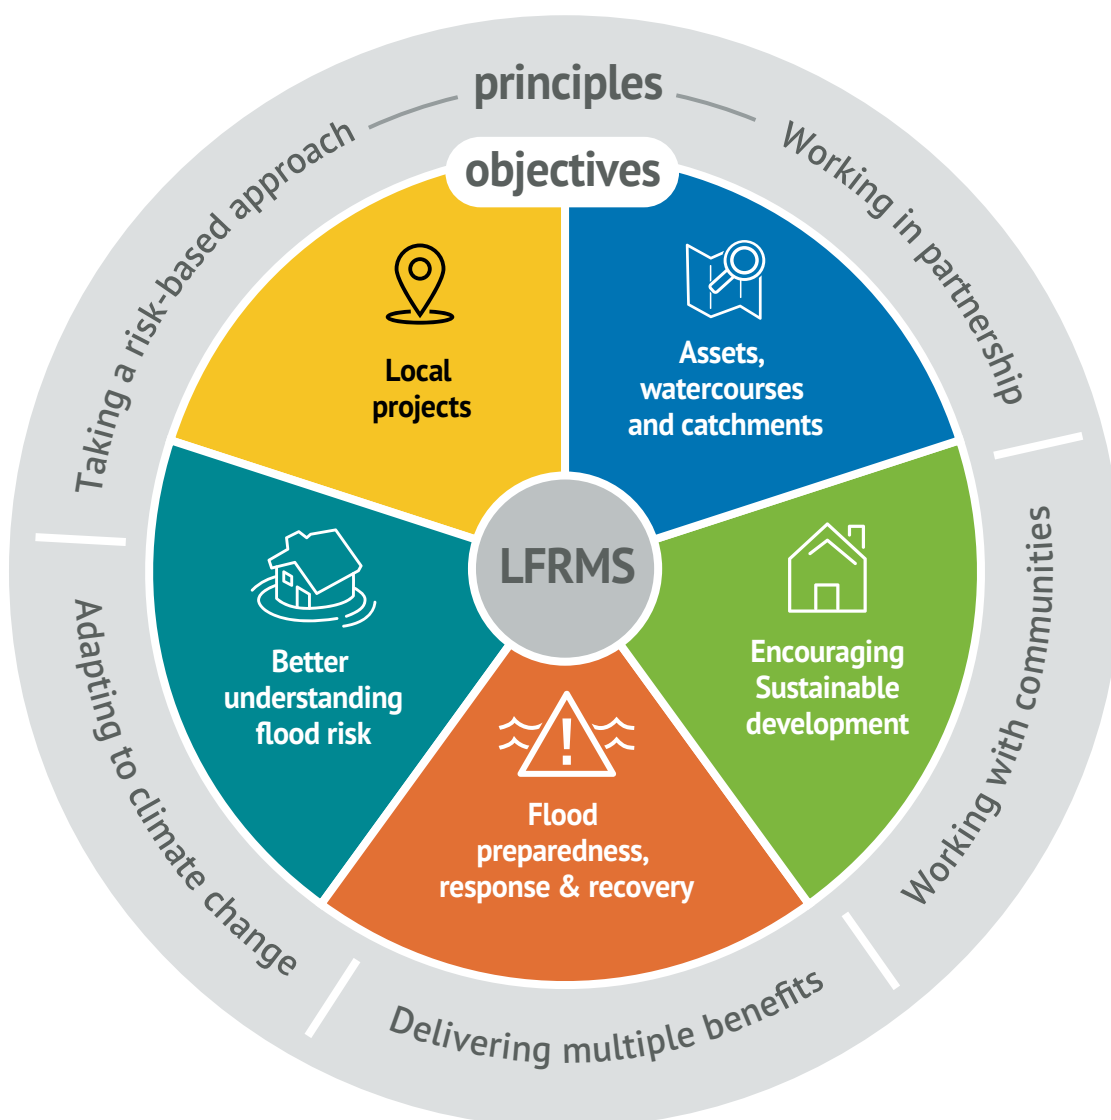 principles
objectives
Taking a risk-based approach
Working in partnership
Working with communities
Delivering multiple benefits
Adapting to climate change
Local
projects
Assets,
watercourses
and catchments
Encouraging
Sustainable
development
Flood
preparedness,
response & recovery
Better
understanding
flood risk
LFRMS